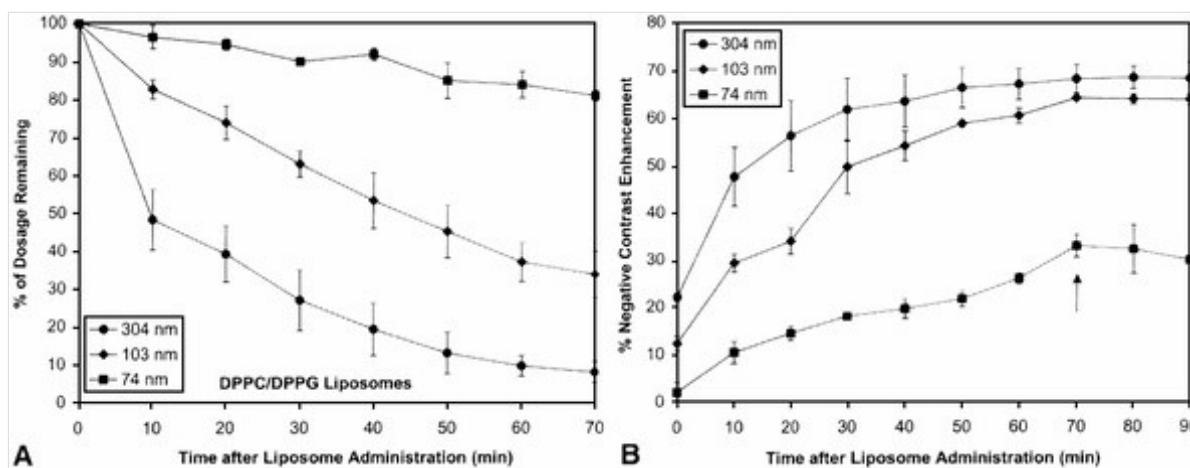 100
90
80
70
60
50
40
30
20
10
0
% of Dosage Remaining
304 nm
103 nm
74 nm
DPPC/DPPG Liposomes
0 10 20 30 40 50 60 70
A Time after Liposome Administration (min)
80
70
60
50
40
30
20
10
0
% Negative Contrast Enhancement
304 nm
103 nm
74 nm
0 10 20 30 40 50 60 70 80 90
B Time after Liposome Administration (min)